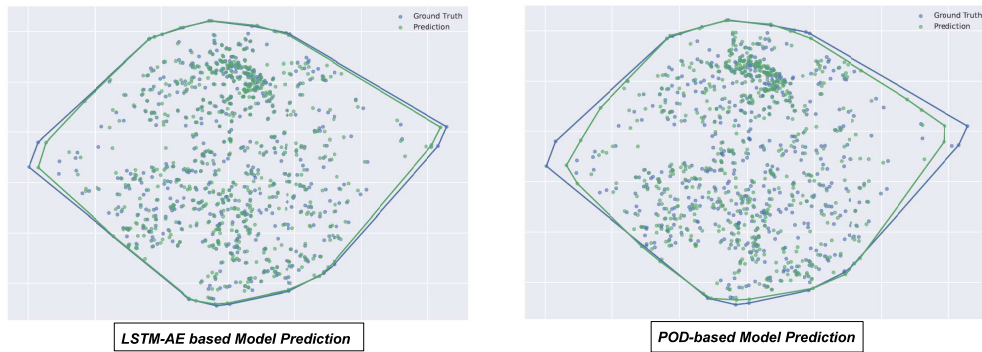 Ground Truth
Prediction
Ground Truth
Prediction
LSTM-AE based Model Prediction
POD-based Model Prediction